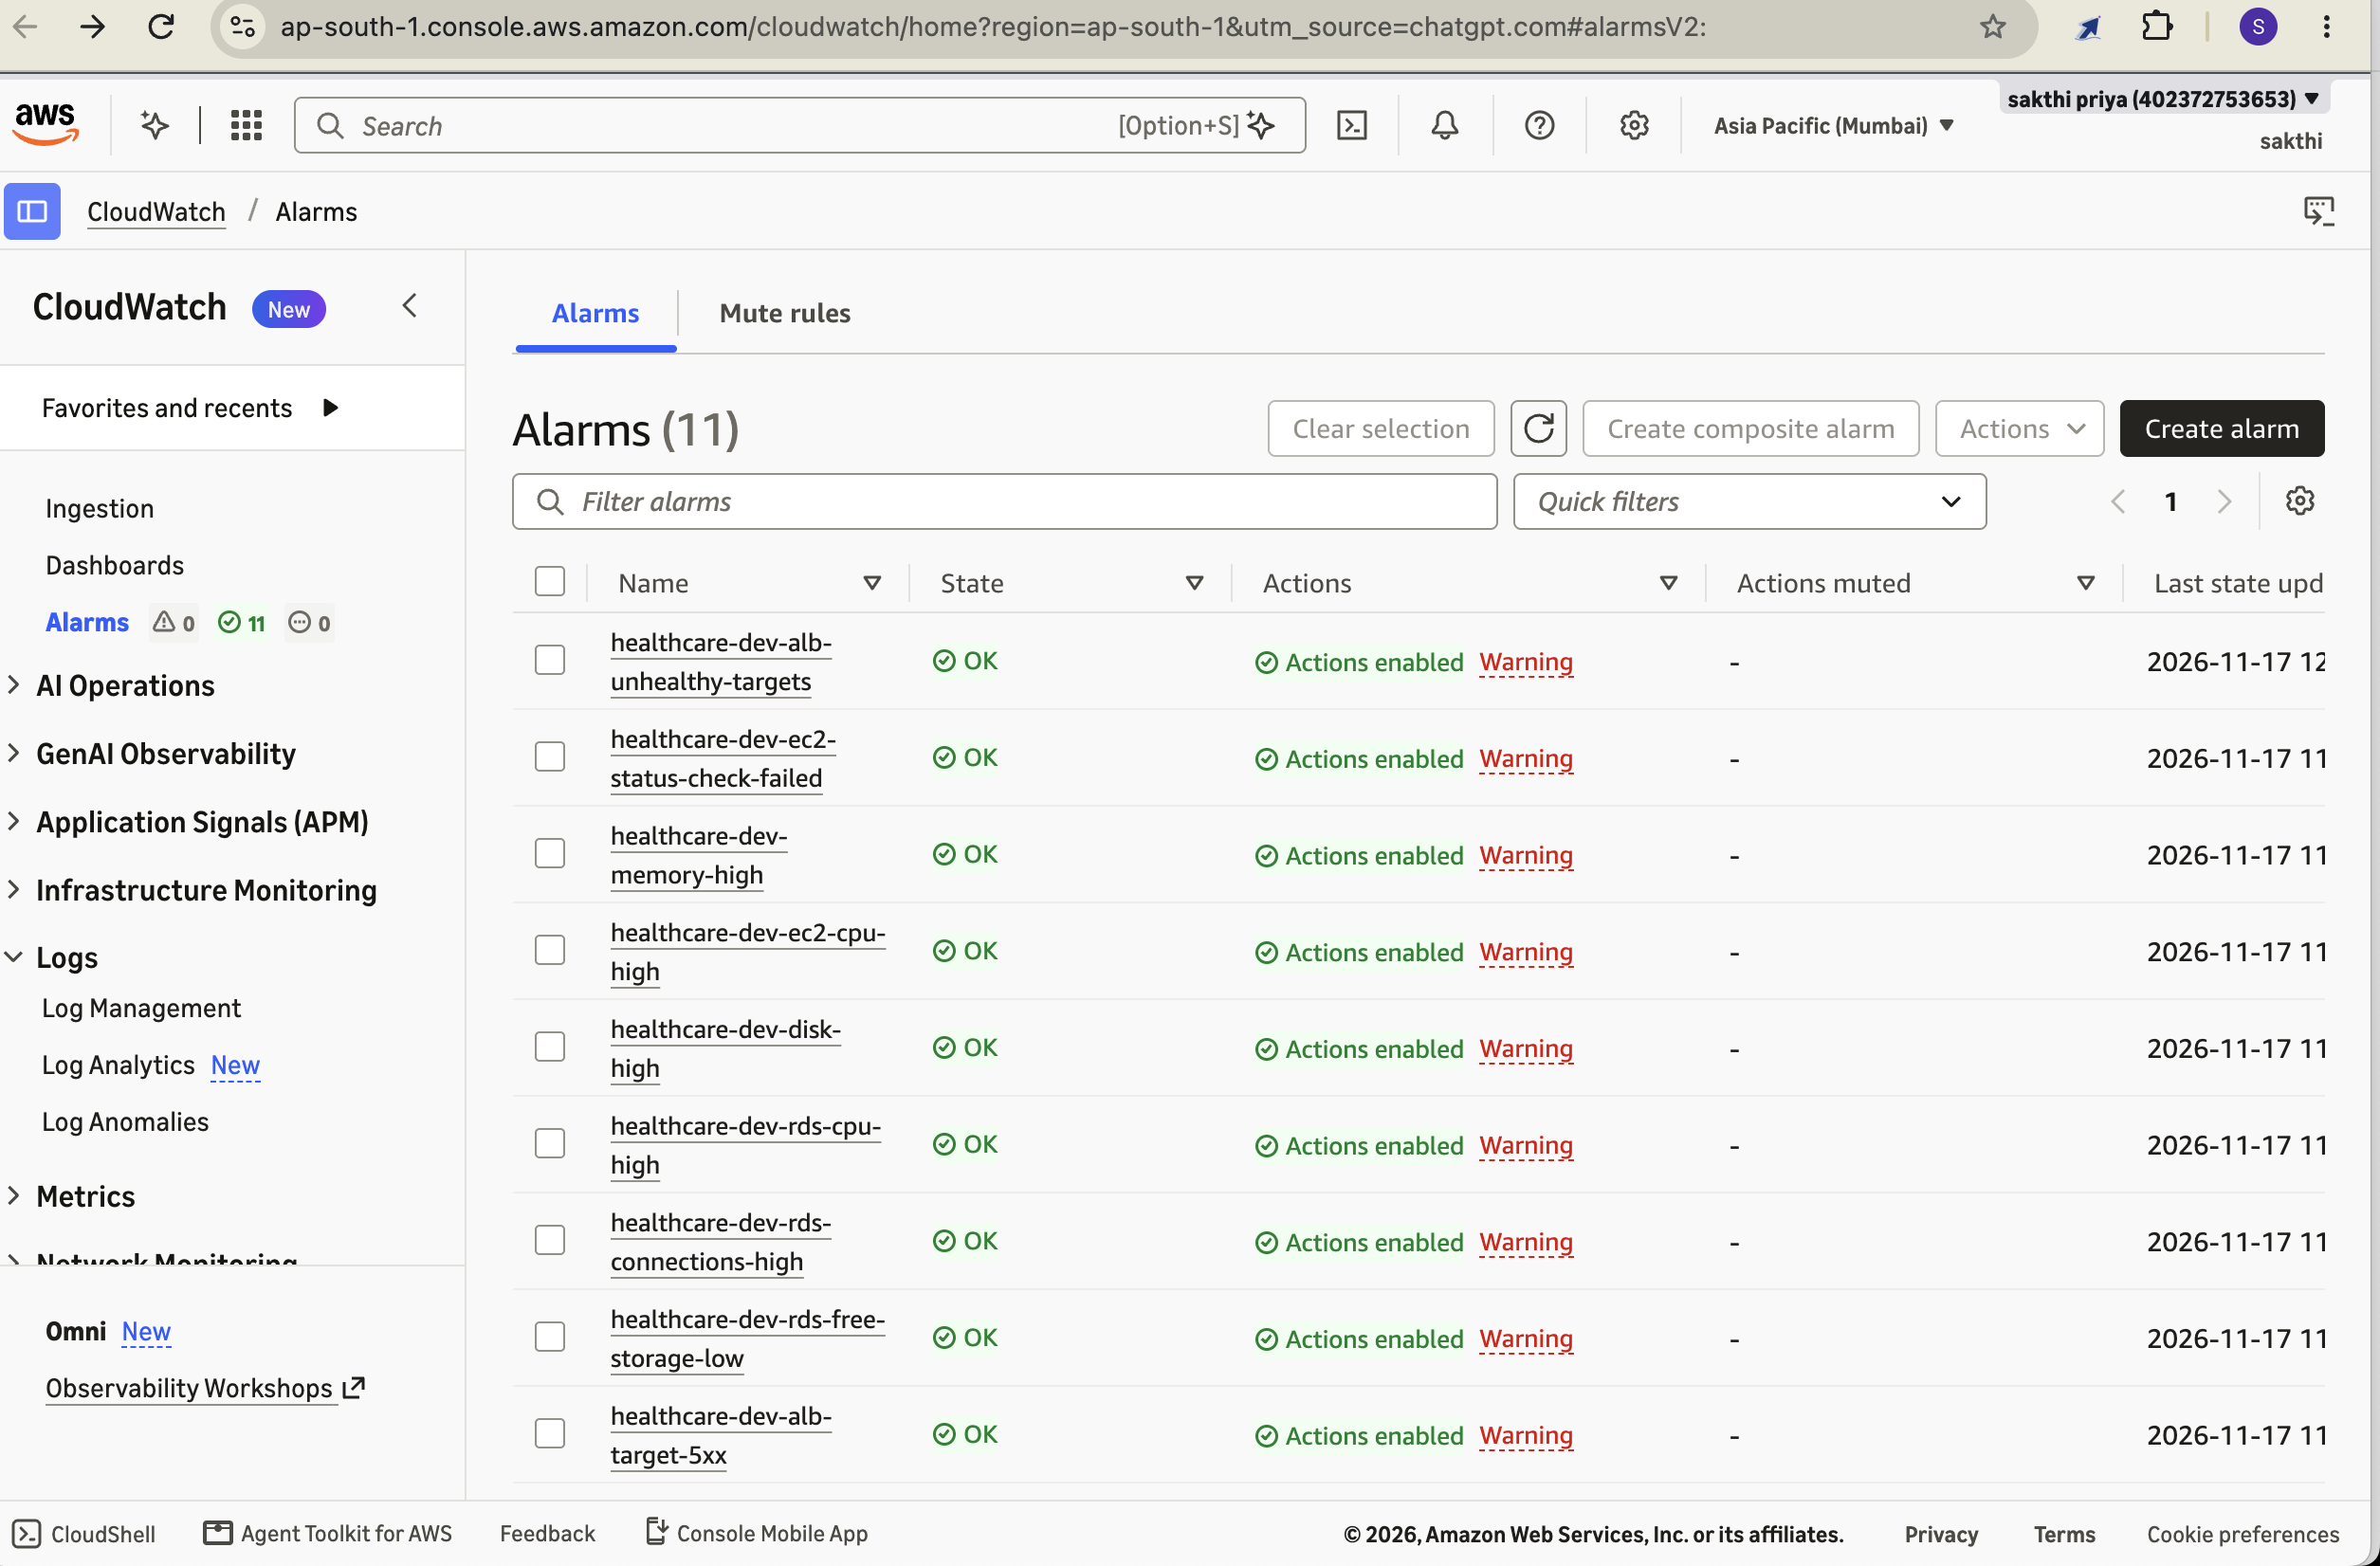 ap-south-1.console.aws.amazon.com/cloudwatch/home?region=ap-south-1&utm_source=chatgpt.com#alarmsV2:
S
aws
Search
[Option+S]
Asia Pacific (Mumbai)
sakthi priya (402372753653)
sakthi
CloudWatch / Alarms
CloudWatch New
Favorites and recents
Ingestion
Dashboards
Alarms 0 11 0
AI Operations
GenAI Observability
Application Signals (APM)
Infrastructure Monitoring
Logs
Log Management
Log Analytics New
Log Anomalies
Metrics
Network Monitoring
Omni New
Observability Workshops
Alarms
Mute rules
Alarms (11)
Clear selection
Create composite alarm
Actions
Create alarm
Filter alarms
Quick filters
1
Name State Actions Actions muted Last state upd
healthcare-dev-alb-
unhealthy-targets
OK Actions enabled Warning - 2026-11-17 12
healthcare-dev-ec2-
status-check-failed
OK Actions enabled Warning - 2026-11-17 11
healthcare-dev-
memory-high
OK Actions enabled Warning - 2026-11-17 11
healthcare-dev-ec2-cpu-
high
OK Actions enabled Warning - 2026-11-17 11
healthcare-dev-disk-
high
OK Actions enabled Warning - 2026-11-17 11
healthcare-dev-rds-cpu-
high
OK Actions enabled Warning - 2026-11-17 11
healthcare-dev-rds-
connections-high
OK Actions enabled Warning - 2026-11-17 11
healthcare-dev-rds-free-
storage-low
OK Actions enabled Warning - 2026-11-17 11
healthcare-dev-alb-
target-5xx
OK Actions enabled Warning - 2026-11-17 11
CloudShell
Agent Toolkit for AWS
Feedback
Console Mobile App
© 2026, Amazon Web Services, Inc. or its affiliates.
Privacy
Terms
Cookie preferences